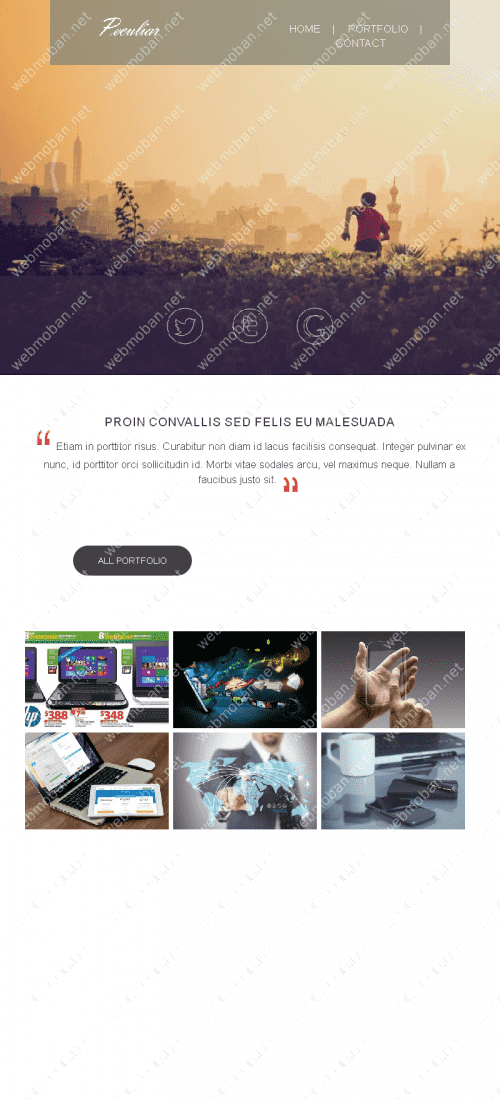 Peculiar
HOME | PORTFOLIO |
CONTACT
PROIN CONVALLIS SED FELIS EU MALESUADA
“ Etiam in porttitor risus. Curabitur non diam id lacus facilisis consequat. Integer pulvinar ex
nunc, id porttitor orci sollicitudin id. Morbi vitae sodales arcu, vel maximus neque. Nullam a
faucibus justo sit. ”
ALL PORTFOLIO
hp $388 $348
webmoban.net